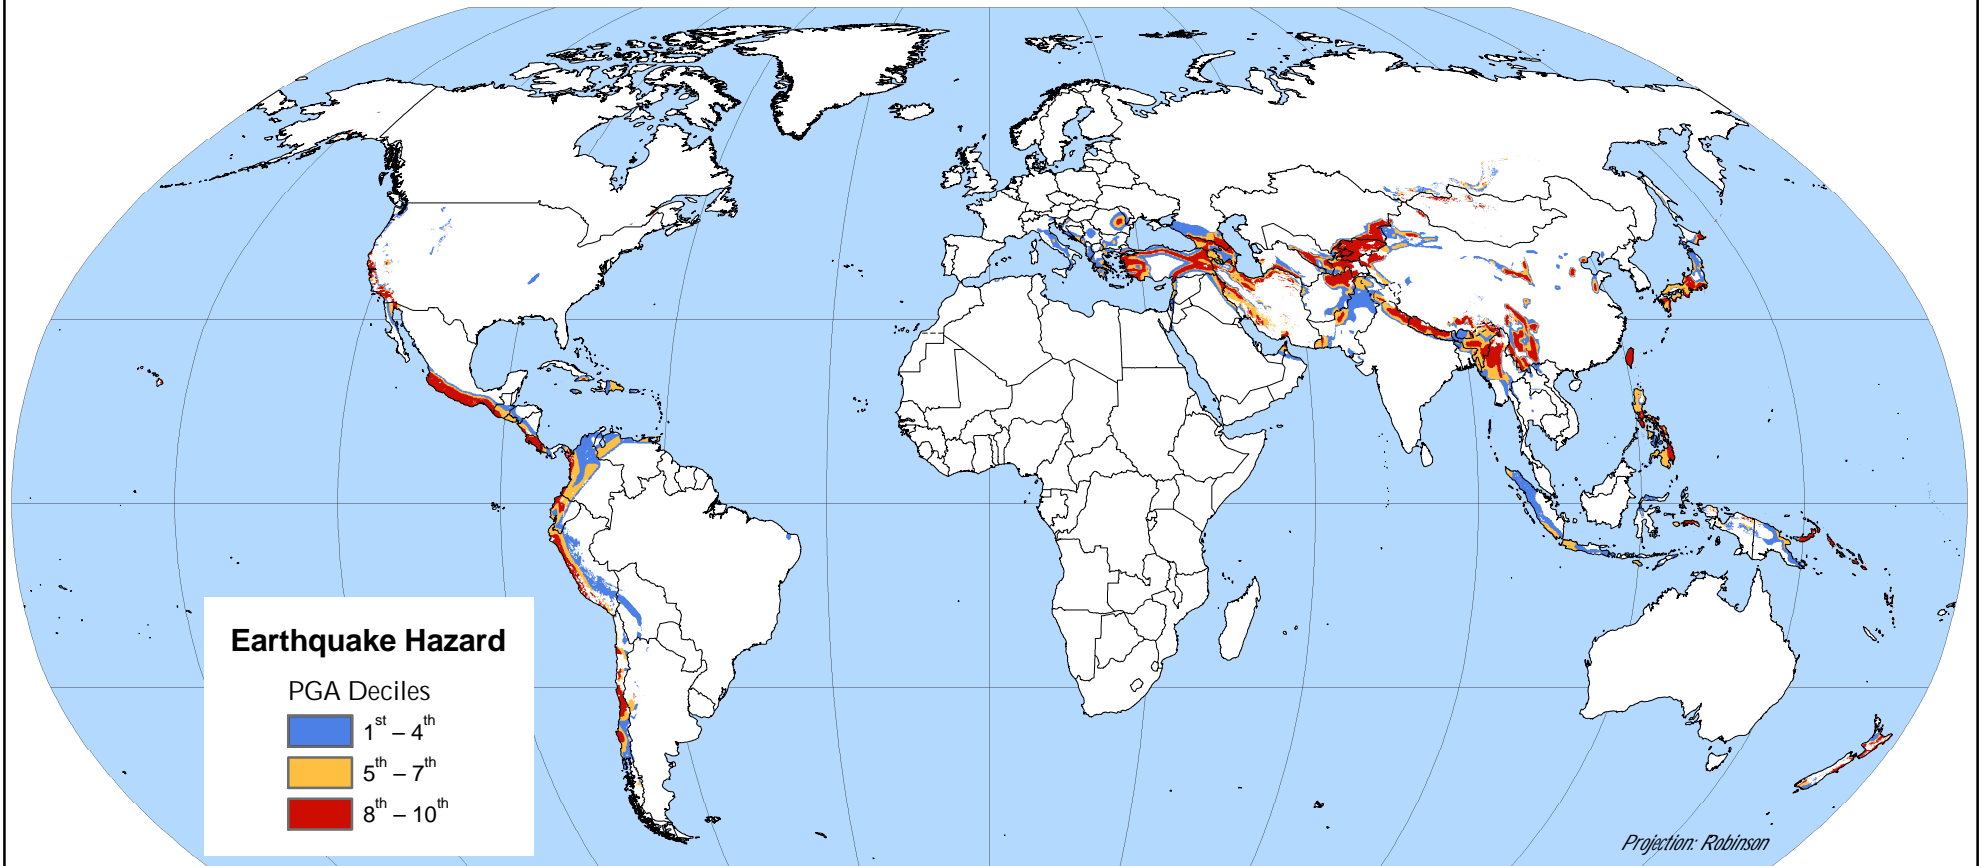 Earthquake Hazard
PGA Deciles
1st – 4th
5th – 7th
8th – 10th
Projection: Robinson